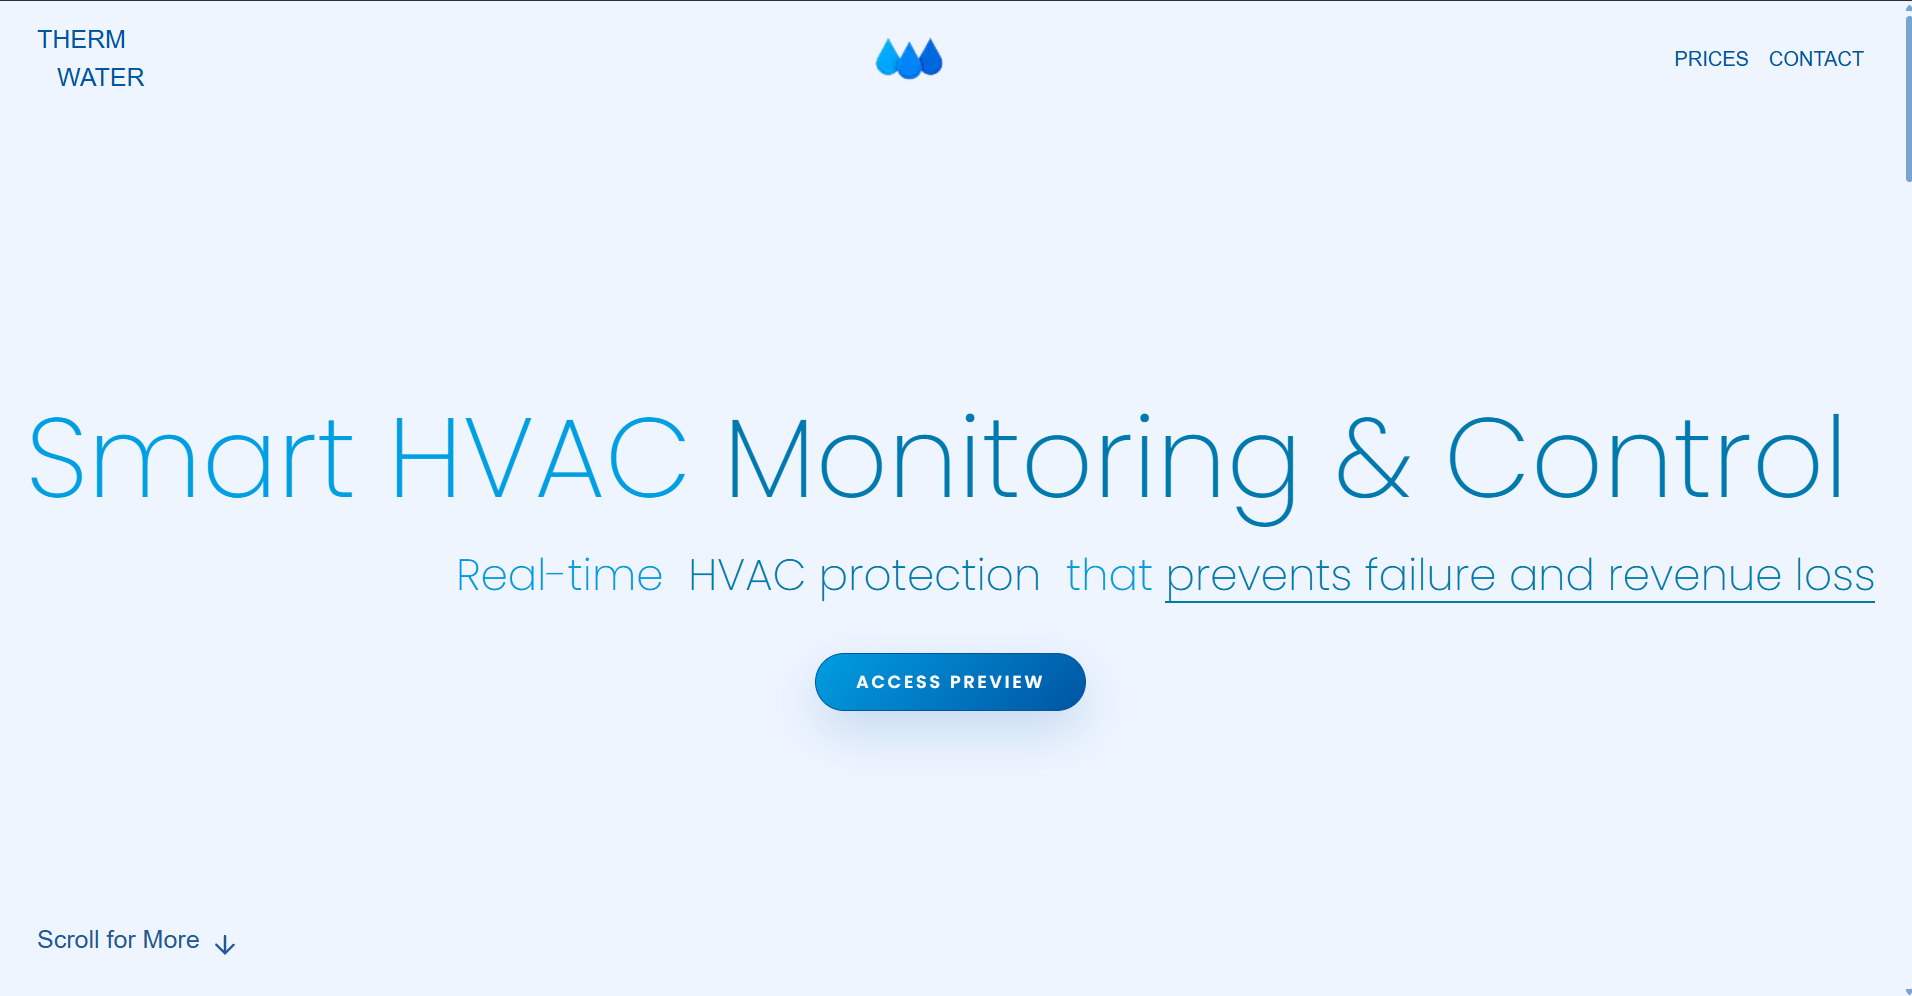 THERM
WATER
PRICES CONTACT
Smart HVAC Monitoring & Control
Real-time HVAC protection that prevents failure and revenue loss
ACCESS PREVIEW
Scroll for More